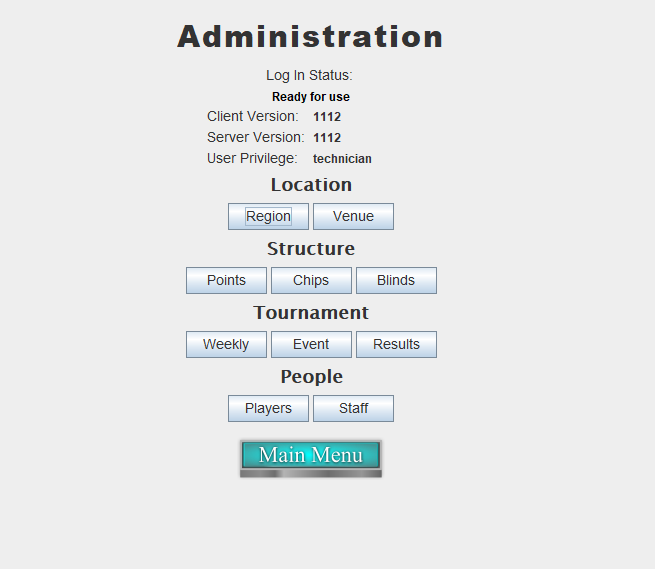 Administration
Log In Status:
Ready for use
Client Version: 1112
Server Version: 1112
User Privilege: technician
Location
Region Venue
Structure
Points Chips Blinds
Tournament
Weekly Event Results
People
Players Staff
Main Menu